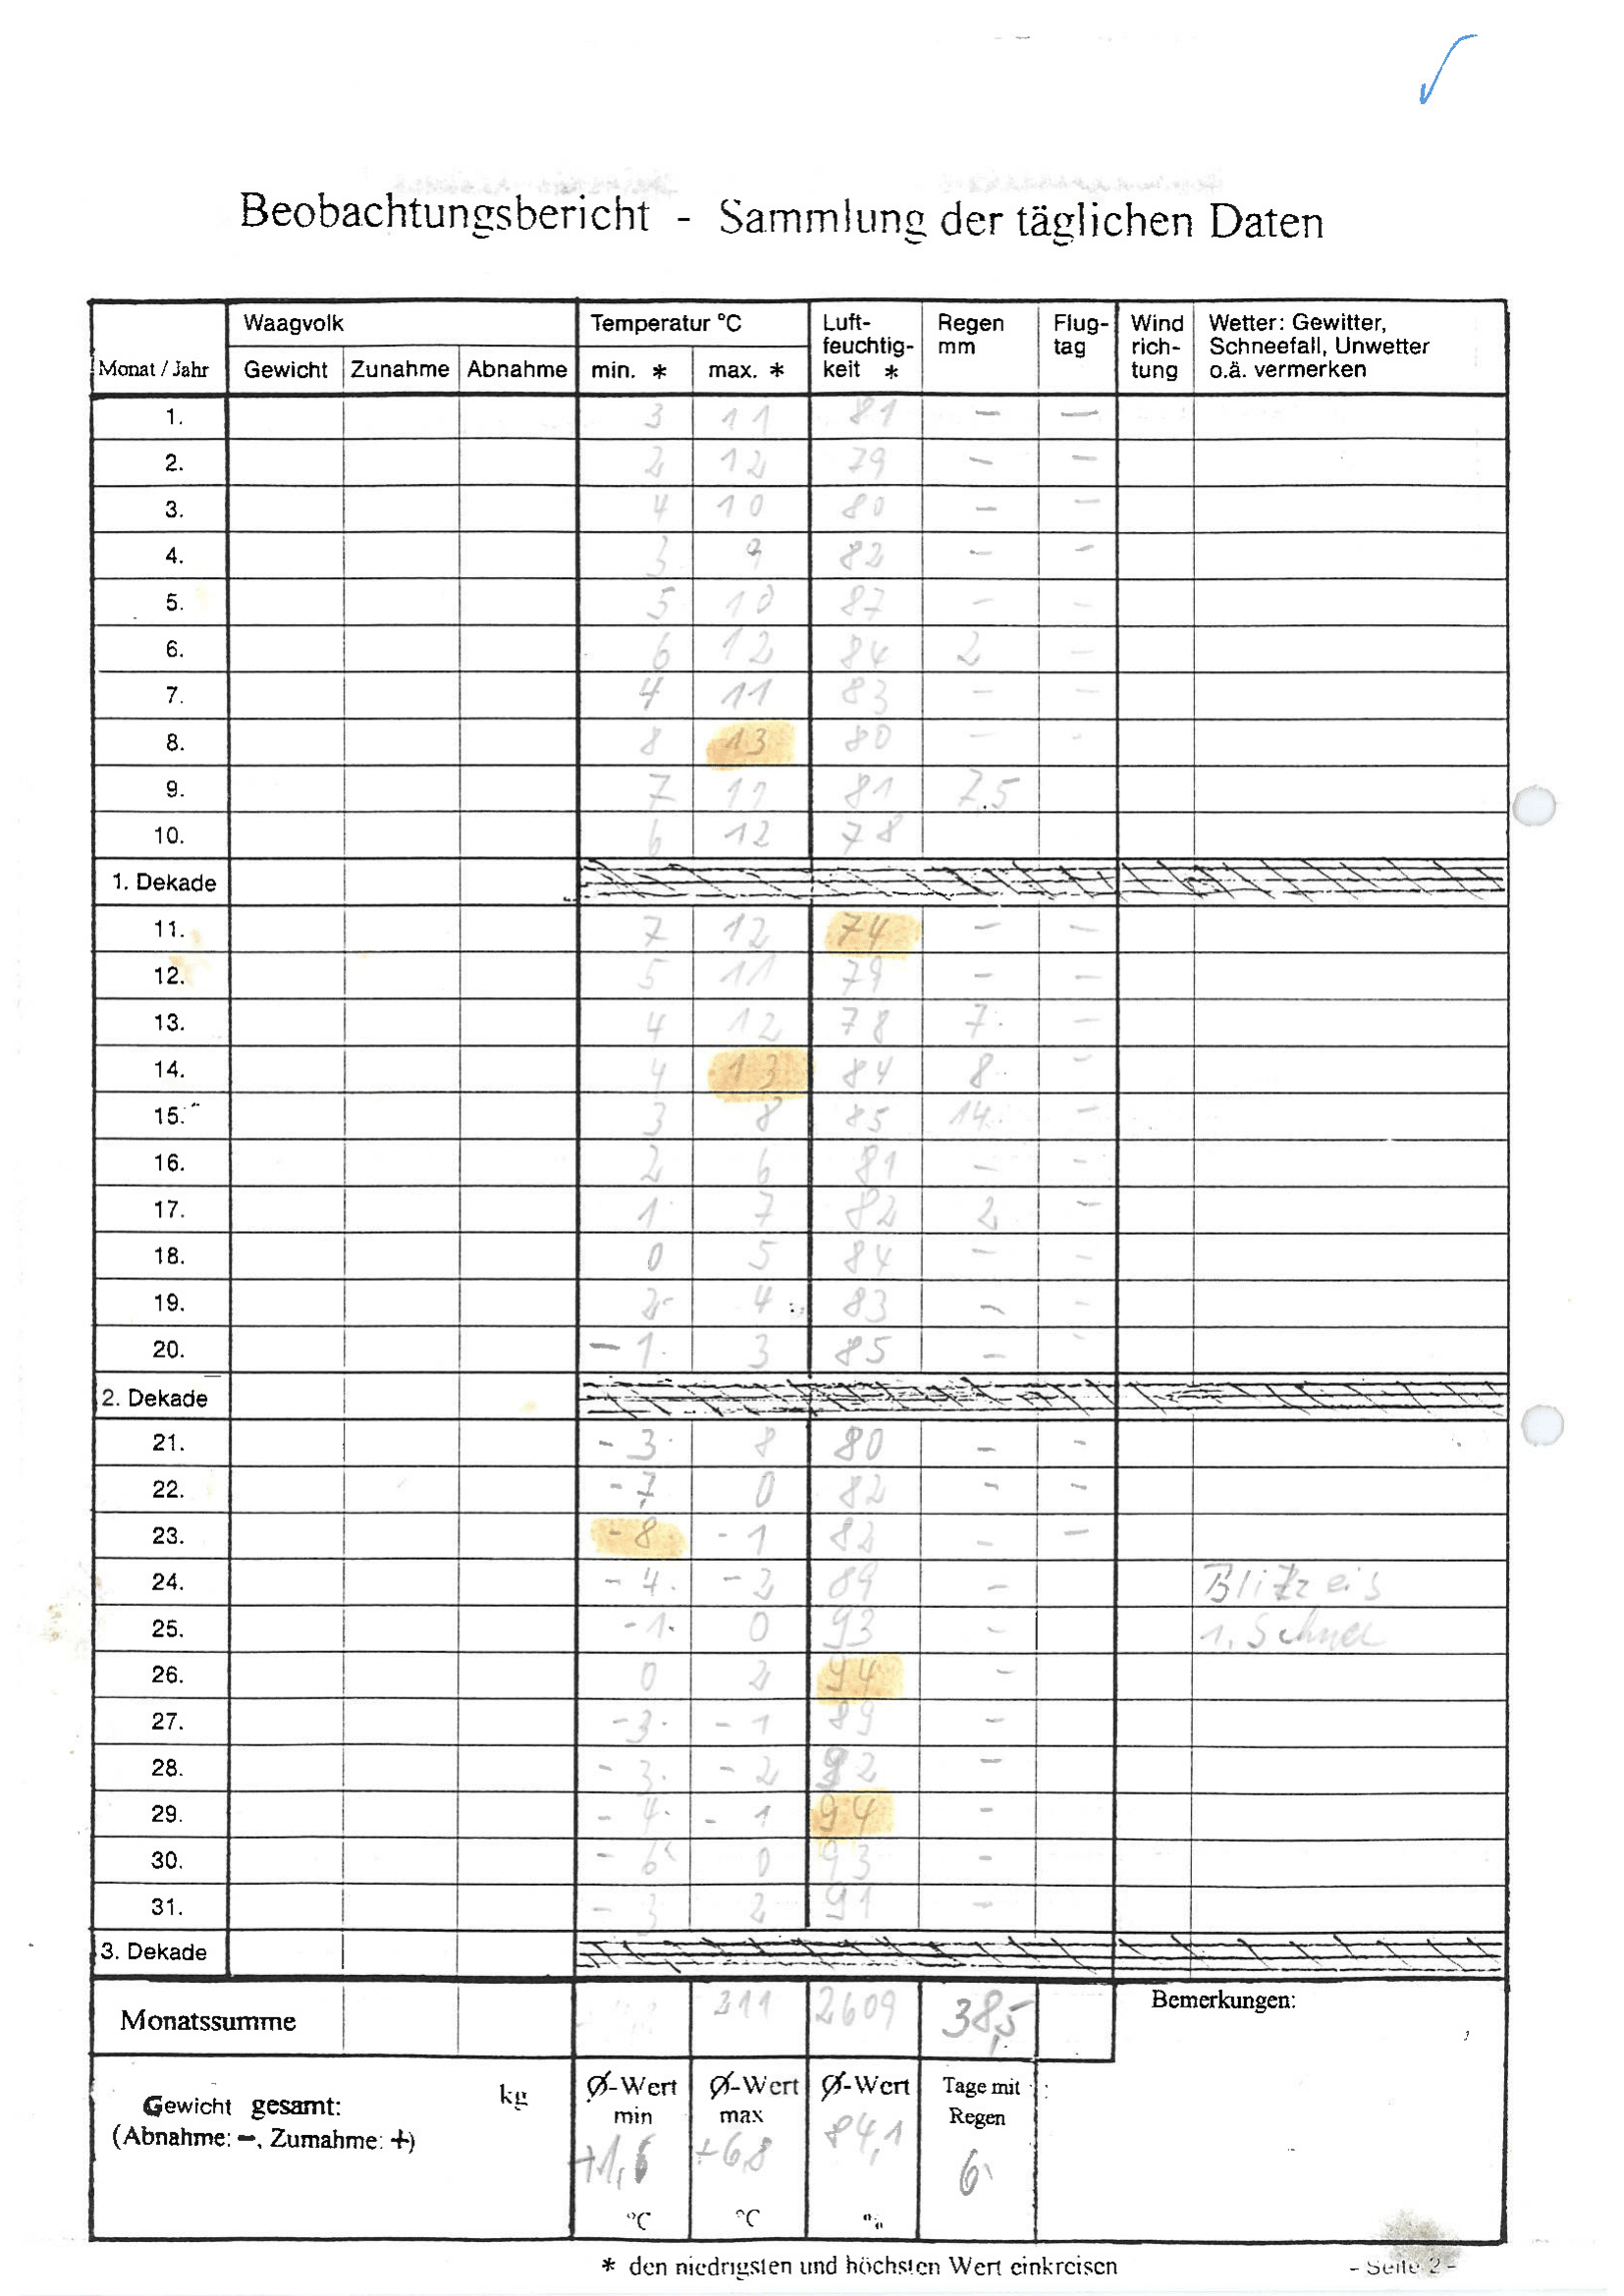 Beobachtungsbericht - Sammlung der täglichen Daten
Monat / Jahr Waagvolk Temperatur °C Luft- Regen Flug- Wind Wetter: Gewitter,
feuchtig- mm tag rich- Schneefall, Unwetter
Gewicht Zunahme Abnahme min. * max. * keit * tung o.ä. vermerken
1. 3 11 81 – –
2. 2 12 79 – –
3. 4 10 80 – –
4. 3 9 82 – –
5. 5 10 87 – –
6. 6 12 84 2 –
7. 4 11 83 – –
8. 8 13 80 – -
9. 7 11 81 7.5
10. 6 12 78
1. Dekade
11. 7 12 74 – –
12. 5 11 79 – –
13. 4 12 78 7 –
14. 4 13 84 8 –
15. 3 8 85 14 –
16. 2 6 81 – –
17. 1 7 82 2 –
18. 0 5 84 – –
19. 2 4 83 – –
20. – 1 3 85 – -
2. Dekade
21. - 3 8 80 – -
22. - 7 0 82 - -
23. - 8 - 1 82 - –
24. - 4 - 2 89 – Blitzeis
25. - 1 0 93 - 1. Schnee
26. 0 2 94 -
27. - 3 - 1 89 –
28. - 3 - 2 92 –
29. - 4 - 1 94 -
30. - 6 0 93 -
31. - 3 2 91 -
3. Dekade
Monatssumme 211 2609 38,5 Bemerkungen:
Gewicht gesamt: kg Ø-Wert Ø-Wert Ø-Wert Tage mit
(Abnahme: –, Zunahme: +) min max 84,1 Regen
+1,6 +6,8 6
°C °C %
* den niedrigsten und höchsten Wert einkreisen - Seite 2 -